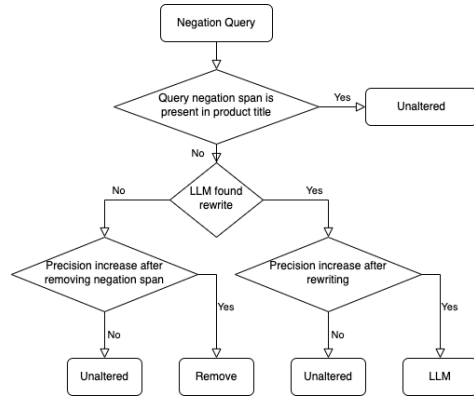 Negation Query
Query negation span is
present in product title
Yes
Unaltered
No
No
LLM found
rewrite
Yes
Precision increase after
removing negation span
Precision increase after
rewriting
Yes
Yes
No
No
Unaltered
Remove
Unaltered
LLM